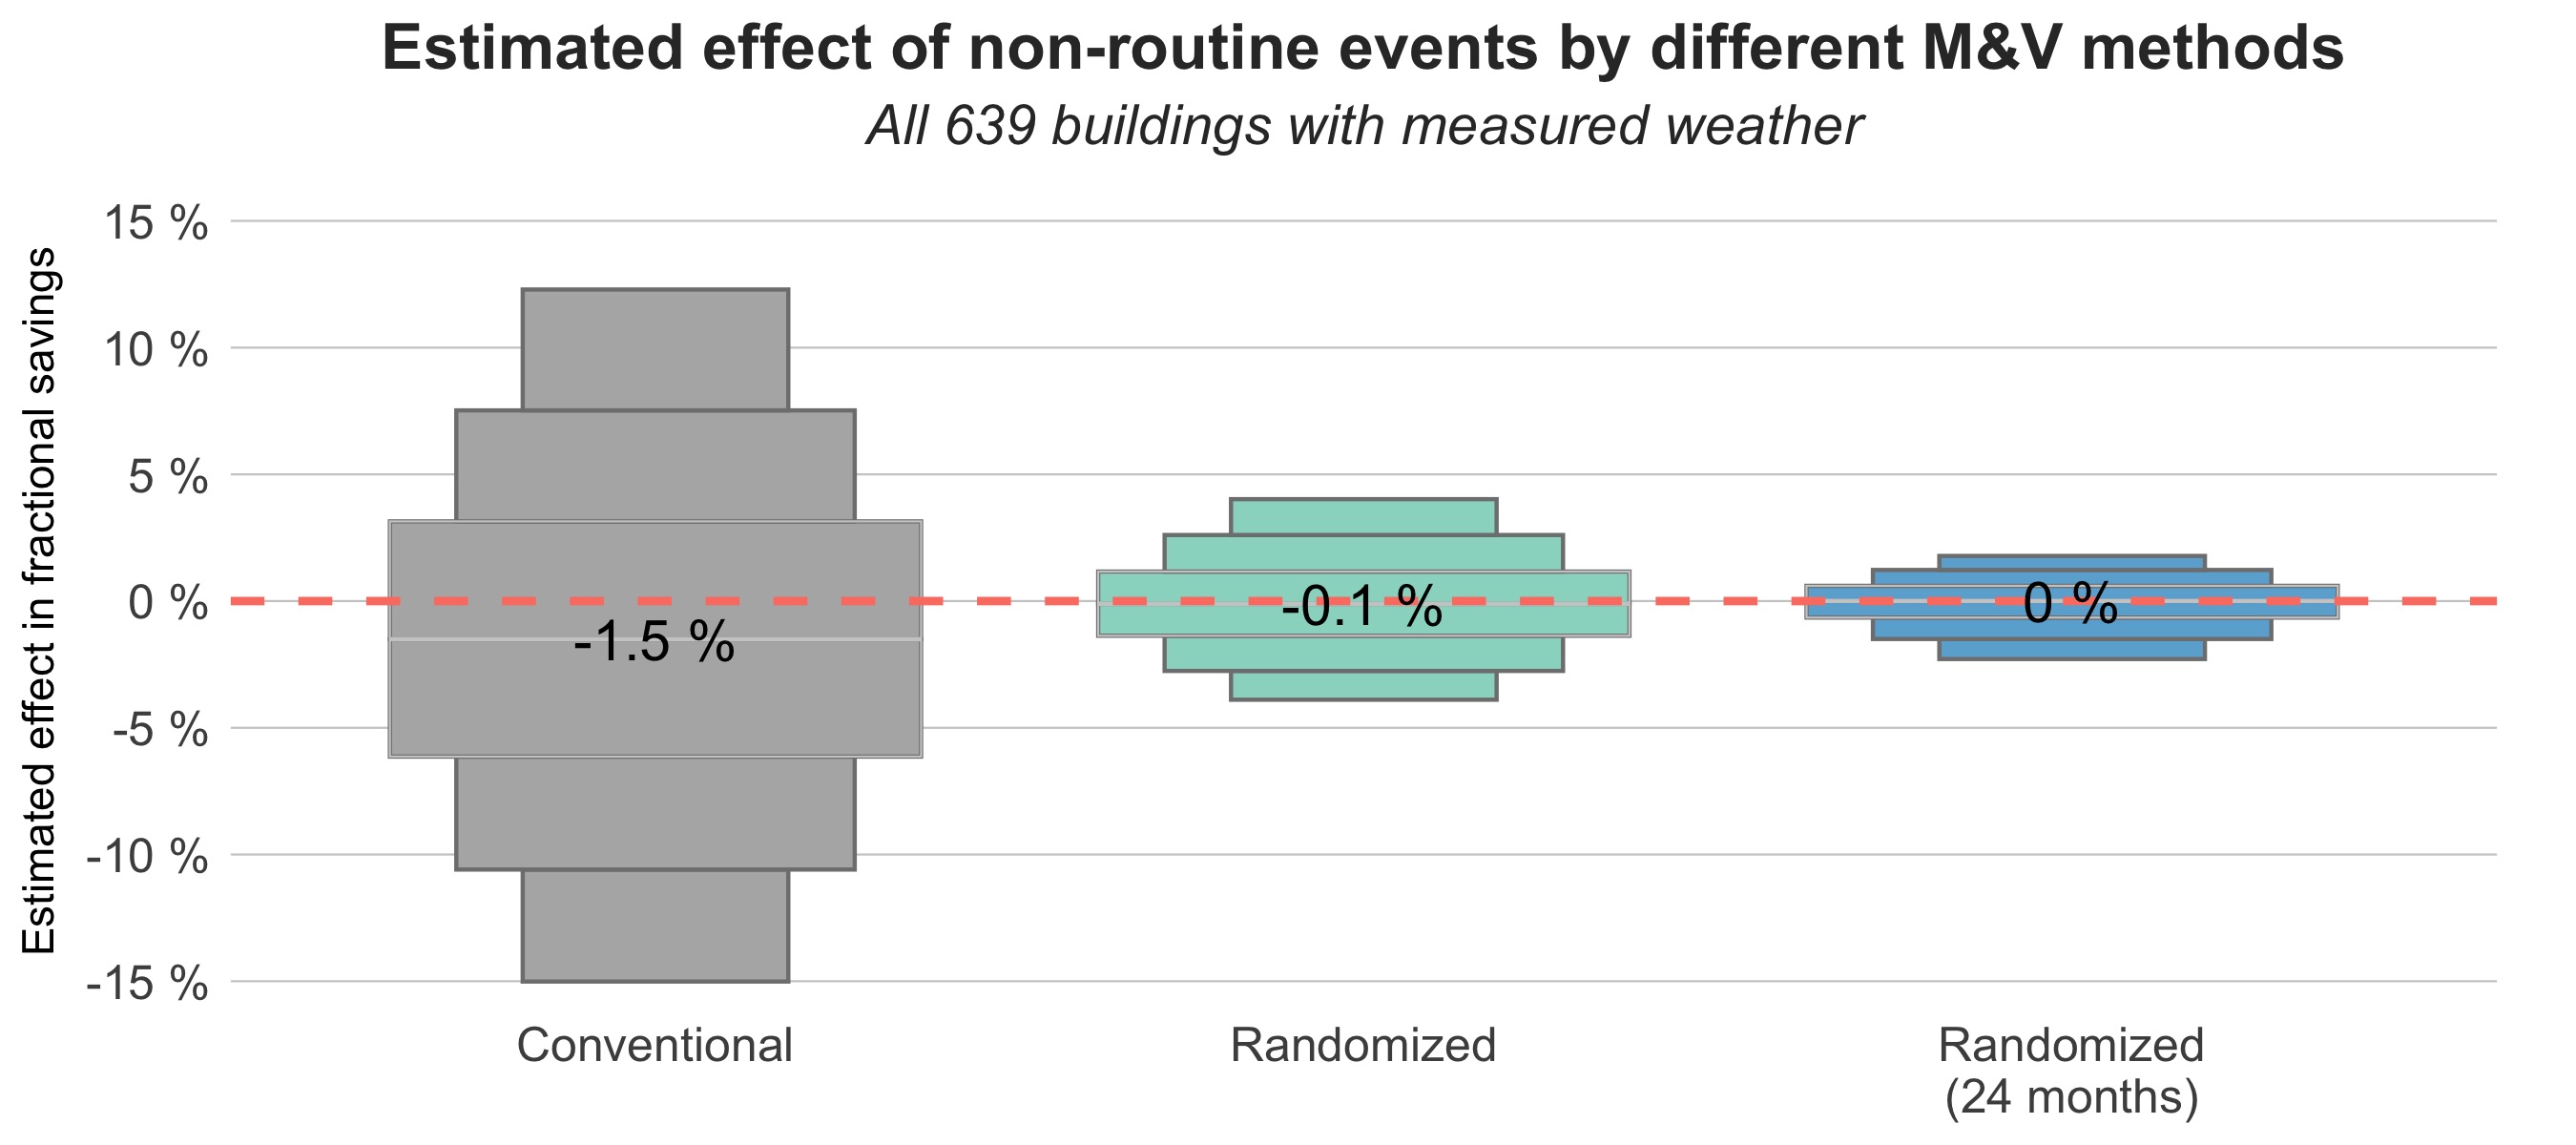 Estimated effect of non-routine events by different M&V methods
All 639 buildings with measured weather
Estimated effect in fractional savings
15 %
10 %
5 %
0 %
-5 %
-10 %
-15 %
-1.5 %
-0.1 %
0 %
Conventional
Randomized
Randomized
(24 months)